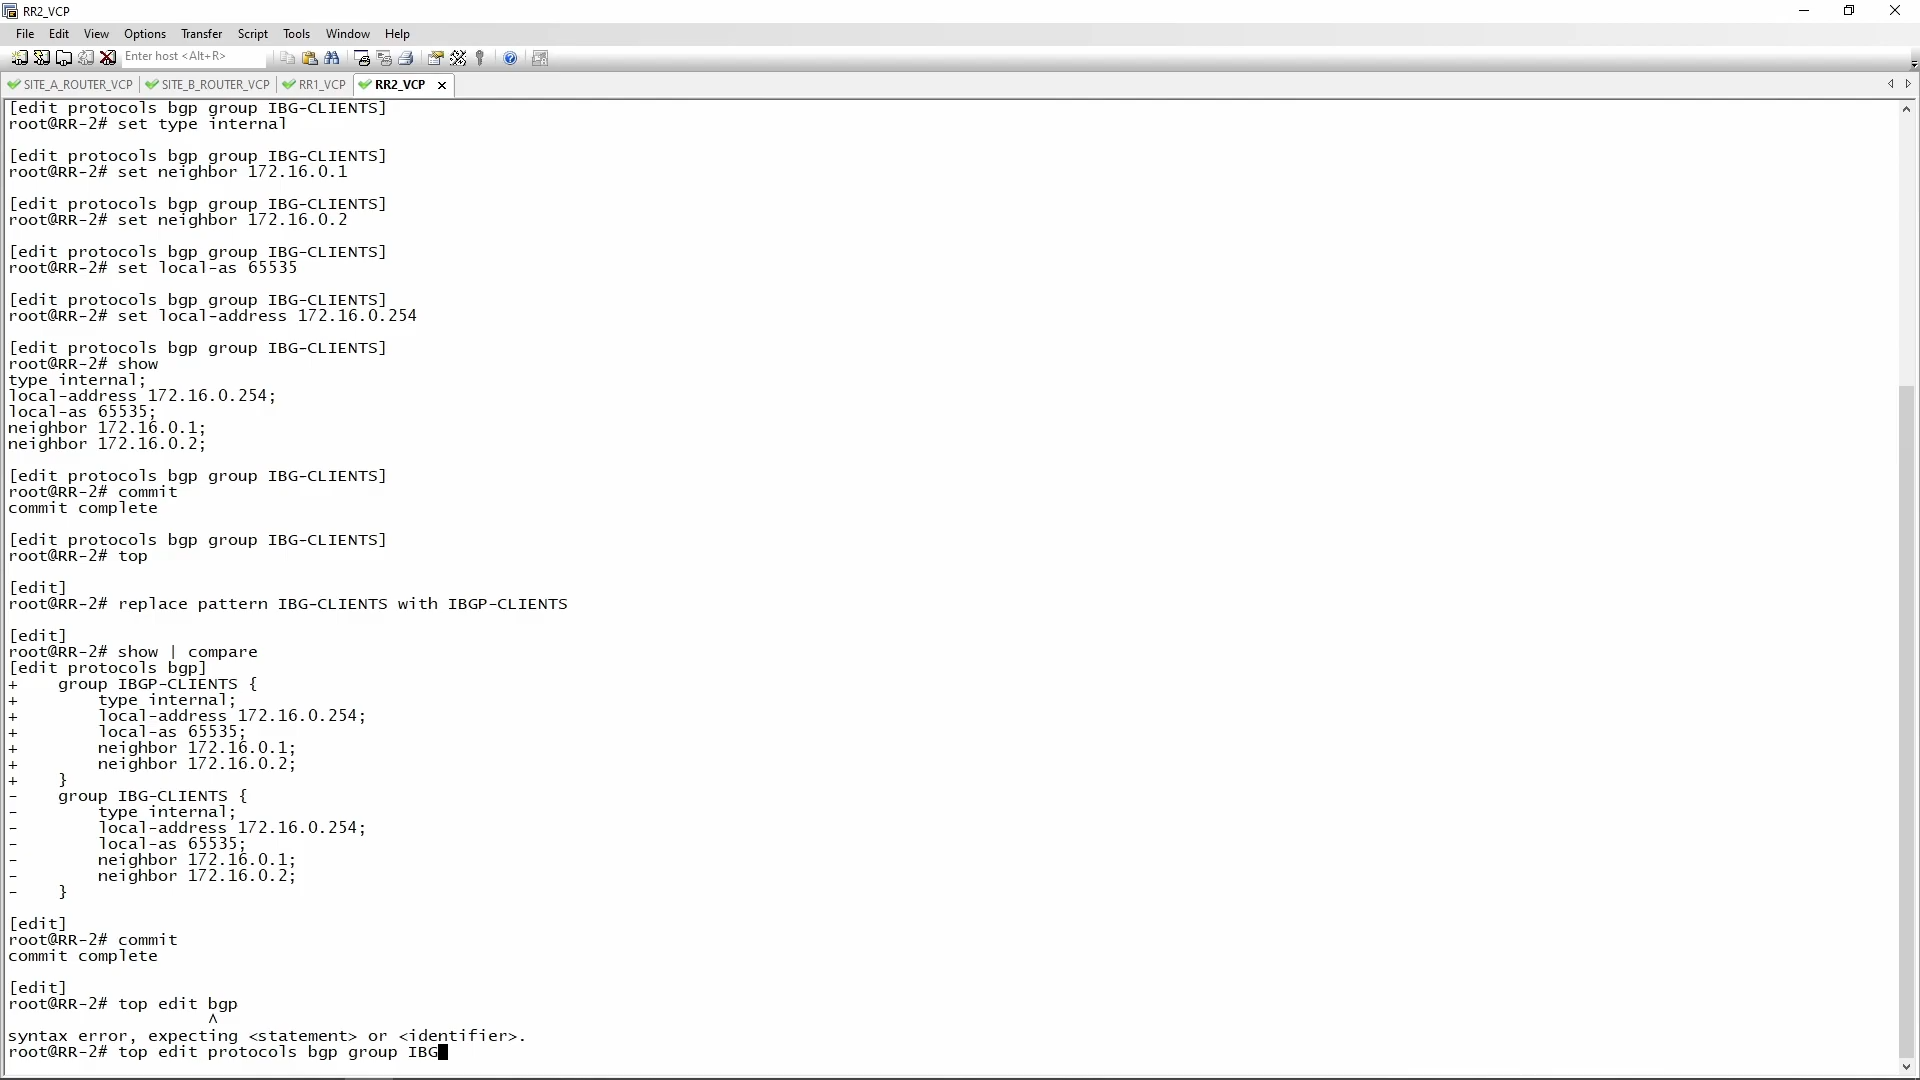 RR2_VCP
File Edit View Options Transfer Script Tools Window Help
Enter host <Alt+R>
SITE_A_ROUTER_VCP SITE_B_ROUTER_VCP RR1_VCP RR2_VCP
[edit protocols bgp group IBG-CLIENTS]
root@RR-2# set type internal
[edit protocols bgp group IBG-CLIENTS]
root@RR-2# set neighbor 172.16.0.1
[edit protocols bgp group IBG-CLIENTS]
root@RR-2# set neighbor 172.16.0.2
[edit protocols bgp group IBG-CLIENTS]
root@RR-2# set local-as 65535
[edit protocols bgp group IBG-CLIENTS]
root@RR-2# set local-address 172.16.0.254
[edit protocols bgp group IBG-CLIENTS]
root@RR-2# show
type internal;
local-address 172.16.0.254;
local-as 65535;
neighbor 172.16.0.1;
neighbor 172.16.0.2;
[edit protocols bgp group IBG-CLIENTS]
root@RR-2# commit
commit complete
[edit protocols bgp group IBG-CLIENTS]
root@RR-2# top
[edit]
root@RR-2# replace pattern IBG-CLIENTS with IBGP-CLIENTS
[edit]
root@RR-2# show | compare
[edit protocols bgp]
+    group IBGP-CLIENTS {
+        type internal;
+        local-address 172.16.0.254;
+        local-as 65535;
+        neighbor 172.16.0.1;
+        neighbor 172.16.0.2;
+    }
-    group IBG-CLIENTS {
-        type internal;
-        local-address 172.16.0.254;
-        local-as 65535;
-        neighbor 172.16.0.1;
-        neighbor 172.16.0.2;
-    }
[edit]
root@RR-2# commit
commit complete
[edit]
root@RR-2# top edit bgp
^
syntax error, expecting <statement> or <identifier>.
root@RR-2# top edit protocols bgp group IBG